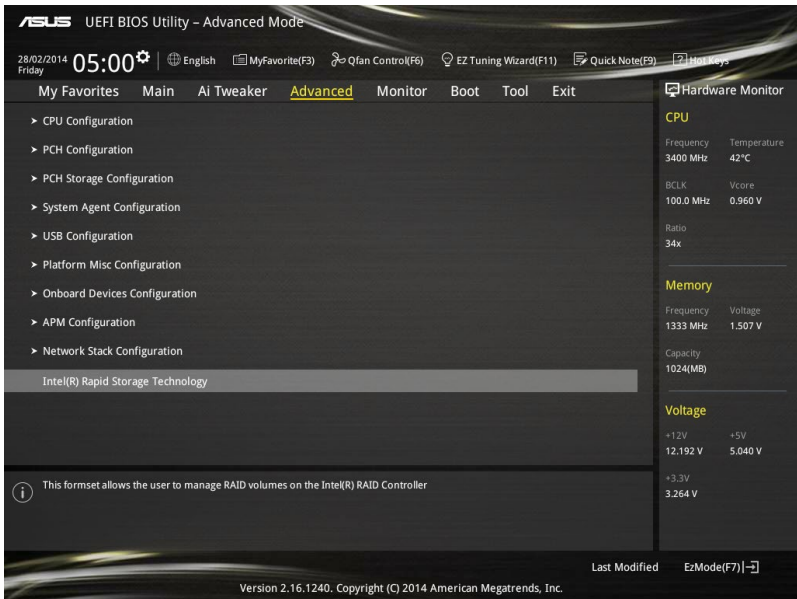 ASUS UEFI BIOS Utility – Advanced Mode
28/02/2014
Friday
05:00
English
MyFavorite(F3)
Qfan Control(F6)
EZ Tuning Wizard(F11)
Quick Note(F9)
? Hot Keys
My Favorites Main Ai Tweaker Advanced Monitor Boot Tool Exit
> CPU Configuration
> PCH Configuration
> PCH Storage Configuration
> System Agent Configuration
> USB Configuration
> Platform Misc Configuration
> Onboard Devices Configuration
> APM Configuration
> Network Stack Configuration
Intel(R) Rapid Storage Technology
i This formset allows the user to manage RAID volumes on the Intel(R) RAID Controller
Hardware Monitor
CPU
Frequency Temperature
3400 MHz 42°C
BCLK Vcore
100.0 MHz 0.960 V
Ratio
34x
Memory
Frequency Voltage
1333 MHz 1.507 V
Capacity
1024(MB)
Voltage
+12V +5V
12.192 V 5.040 V
+3.3V
3.264 V
Last Modified EzMode(F7)
Version 2.16.1240. Copyright (C) 2014 American Megatrends, Inc.